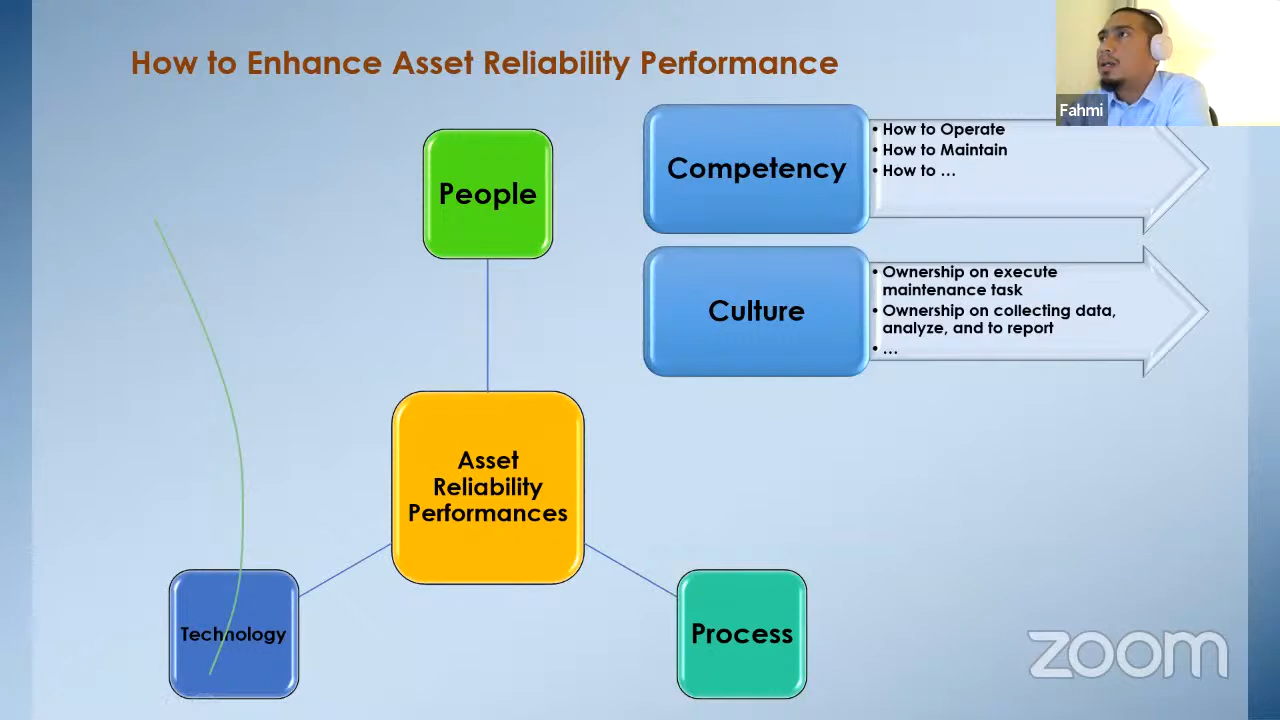 How to Enhance Asset Reliability Performance
Fahmi
People
Competency
• How to Operate
• How to Maintain
• How to ...
Culture
• Ownership on execute
maintenance task
• Ownership on collecting data,
analyze, and to report
• ...
Asset
Reliability
Performances
Technology
Process
zoom